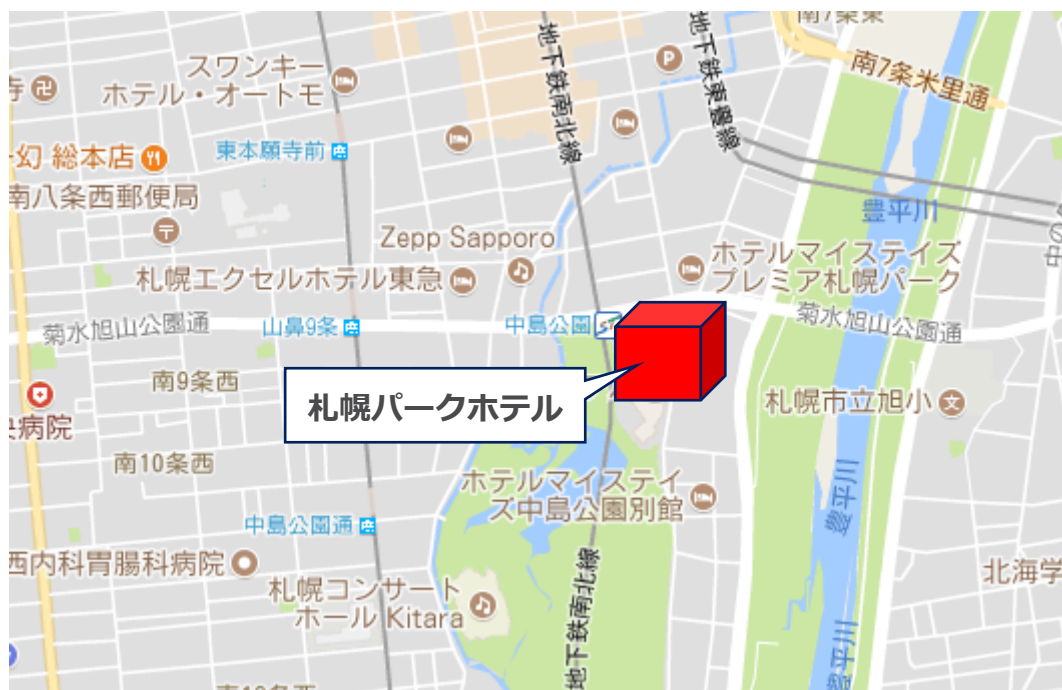 南7条東
地下鉄南北線
地下鉄東豊線
南7条米里通
スワンキー
ホテル・オートモ
寺
幻 総本店
東本願寺前
南八条西郵便局
豊平川
Zepp Sapporo
ホテルマイステイズ
プレミア札幌パーク
札幌エクセルホテル東急
菊水旭山公園通
山鼻9条
中島公園
菊水旭山公園通
南9条西
札幌パークホテル
札幌市立旭小
病院
南10条西
ホテルマイステイ
ズ中島公園別館
豊平川
中島公園通
西内科胃腸科病院
地下鉄南北線
北海学
札幌コンサート
ホール Kitara
豊平川